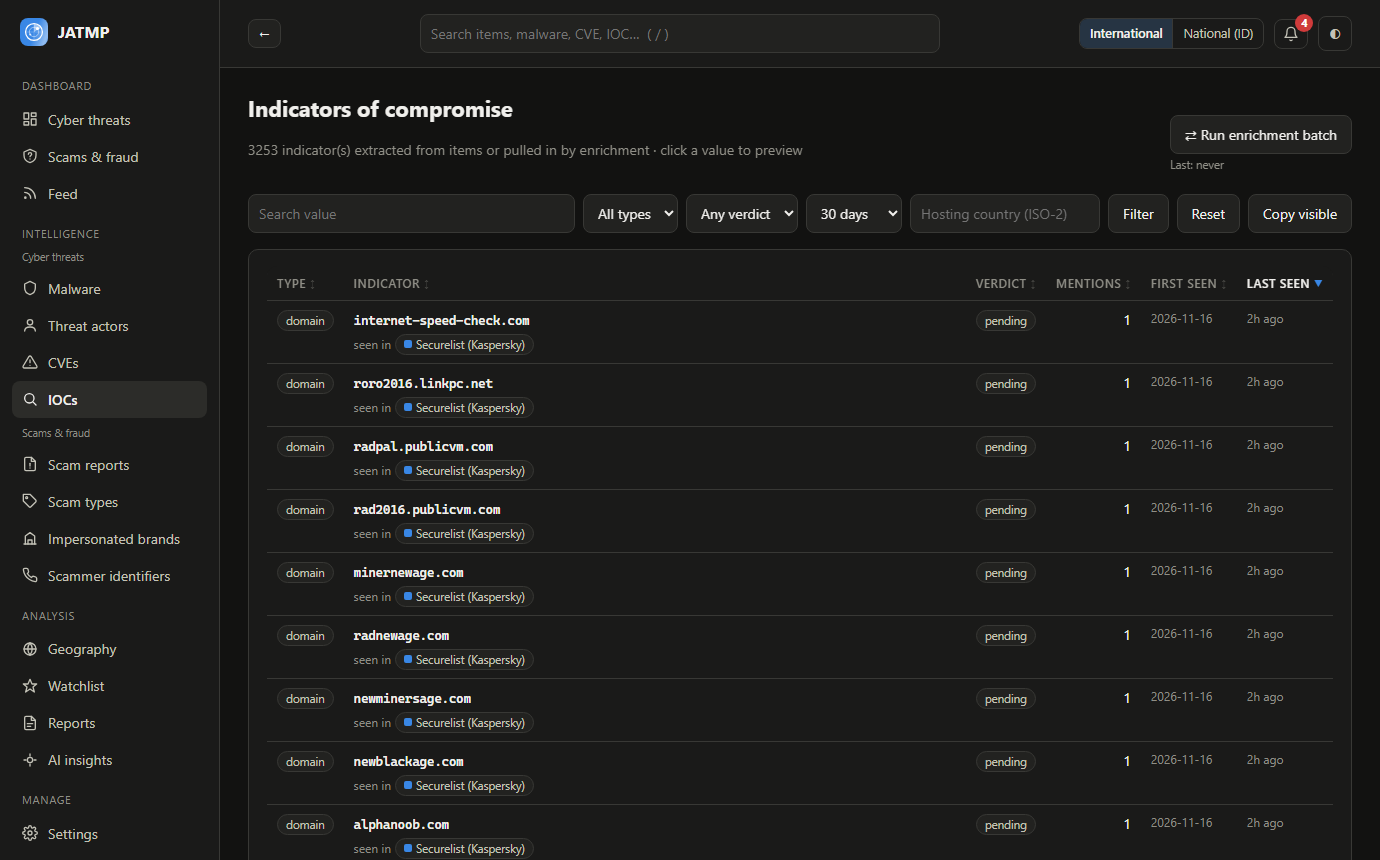 JATMP
←
Search items, malware, CVE, IOC... ( / )
International
National (ID)
4
DASHBOARD
Cyber threats
Scams & fraud
Feed
INTELLIGENCE
Cyber threats
Malware
Threat actors
CVEs
IOCs
Scams & fraud
Scam reports
Scam types
Impersonated brands
Scammer identifiers
ANALYSIS
Geography
Watchlist
Reports
AI insights
MANAGE
Settings
Indicators of compromise
3253 indicator(s) extracted from items or pulled in by enrichment · click a value to preview
⇄ Run enrichment batch
Last: never
Search value
All types
Any verdict
30 days
Hosting country (ISO-2)
Filter
Reset
Copy visible
TYPE ↕ INDICATOR ↕ VERDICT ↕ MENTIONS ↕ FIRST SEEN ↕ LAST SEEN ▼
domain internet-speed-check.com pending 1 2026-11-16 2h ago
seen in Securelist (Kaspersky)
domain roro2016.linkpc.net pending 1 2026-11-16 2h ago
seen in Securelist (Kaspersky)
domain radpal.publicvm.com pending 1 2026-11-16 2h ago
seen in Securelist (Kaspersky)
domain rad2016.publicvm.com pending 1 2026-11-16 2h ago
seen in Securelist (Kaspersky)
domain minernewage.com pending 1 2026-11-16 2h ago
seen in Securelist (Kaspersky)
domain radnewage.com pending 1 2026-11-16 2h ago
seen in Securelist (Kaspersky)
domain newminersage.com pending 1 2026-11-16 2h ago
seen in Securelist (Kaspersky)
domain newblackage.com pending 1 2026-11-16 2h ago
seen in Securelist (Kaspersky)
domain alphanoob.com pending 1 2026-11-16 2h ago
seen in Securelist (Kaspersky)